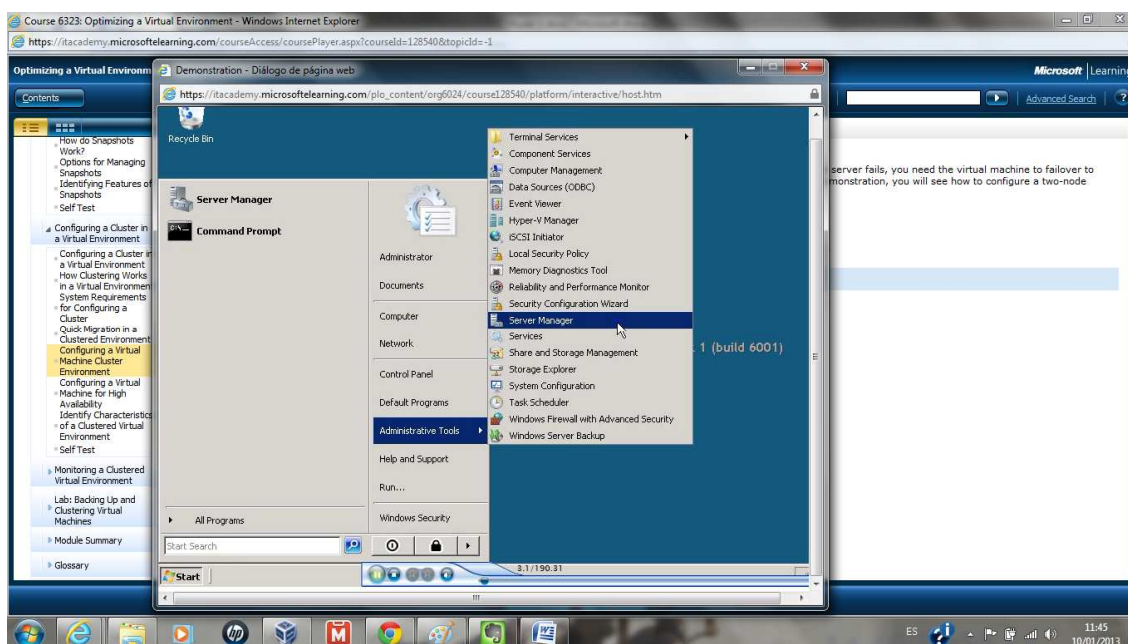 Course 6323: Optimizing a Virtual Environment - Windows Internet Explorer
https://itacademy.microsoftelearning.com/courseAccess/coursePlayer.aspx?courseId=128540&topicId=-1
Optimizing a Virtual Environm
Microsoft | Learning
Contents
Advanced Search
?
How do Snapshots
Work?
Options for Managing
Snapshots
Identifying Features of
Snapshots
Self Test
Configuring a Cluster in
a Virtual Environment
Configuring a Cluster in
a Virtual Environment
How Clustering Works
in a Virtual Environmen
System Requirements
for Configuring a
Cluster
Quick Migration in a
Clustered Environment
Configuring a Virtual
Machine Cluster
Environment
Configuring a Virtual
Machine for High
Availability
Identify Characteristics
of a Clustered Virtual
Environment
Self Test
Monitoring a Clustered
Virtual Environment
Lab: Backing Up and
Clustering Virtual
Machines
Module Summary
Glossary
Demonstration - Diálogo de página web
https://itacademy.microsoftelearning.com/plo_content/org6024/course128540/platform/interactive/host.htm
Recycle Bin
Server Manager
Command Prompt
All Programs
Start Search
Start
Administrator
Documents
Computer
Network
Control Panel
Default Programs
Administrative Tools
Help and Support
Run...
Windows Security
Terminal Services
Component Services
Computer Management
Data Sources (ODBC)
Event Viewer
Hyper-V Manager
iSCSI Initiator
Local Security Policy
Memory Diagnostics Tool
Reliability and Performance Monitor
Security Configuration Wizard
Server Manager
Services
Share and Storage Management
Storage Explorer
System Configuration
Task Scheduler
Windows Firewall with Advanced Security
Windows Server Backup
1 (build 6001)
3.1/190.31
server fails, you need the virtual machine to failover to
monstration, you will see how to configure a two-node
ES
11:45
10/01/2013